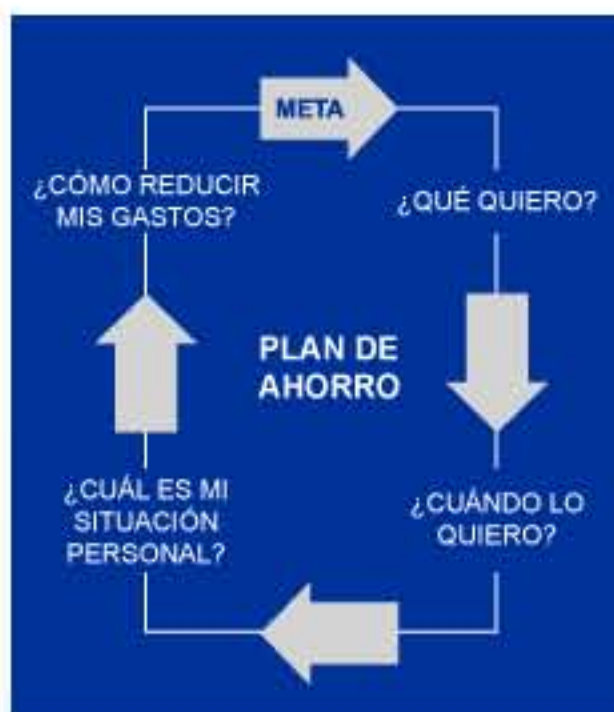 META
¿QUÉ QUIERO?
¿CUÁNDO LO
QUIERO?
¿CUÁL ES MI
SITUACIÓN
PERSONAL?
¿CÓMO REDUCIR
MIS GASTOS?
PLAN DE
AHORRO